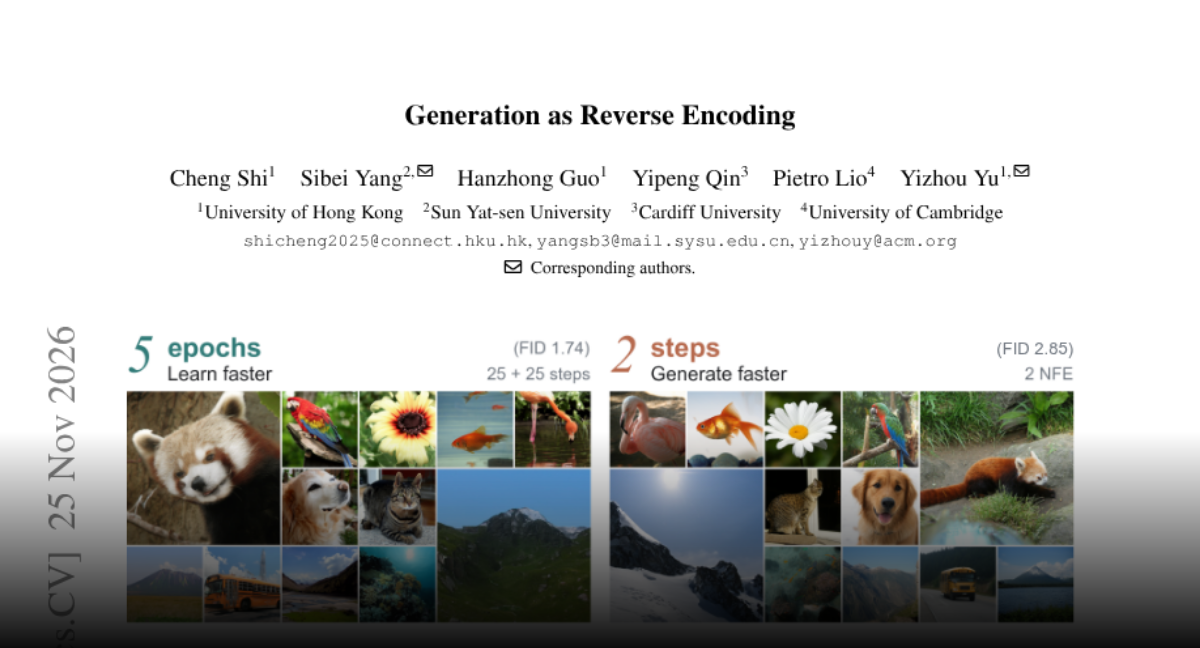 Generation as Reverse Encoding
Cheng Shi1 Sibei Yang2,✉ Hanzhong Guo1 Yipeng Qin3 Pietro Lio4 Yizhou Yu1,✉
1University of Hong Kong 2Sun Yat-sen University 3Cardiff University 4University of Cambridge
shicheng2025@connect.hku.hk, yangsb3@mail.sysu.edu.cn, yizhouy@acm.org
✉ Corresponding authors.
5 epochs (FID 1.74)
Learn faster 25 + 25 steps
2 steps (FID 2.85)
Generate faster 2 NFE
s.CV] 25 Nov 2026